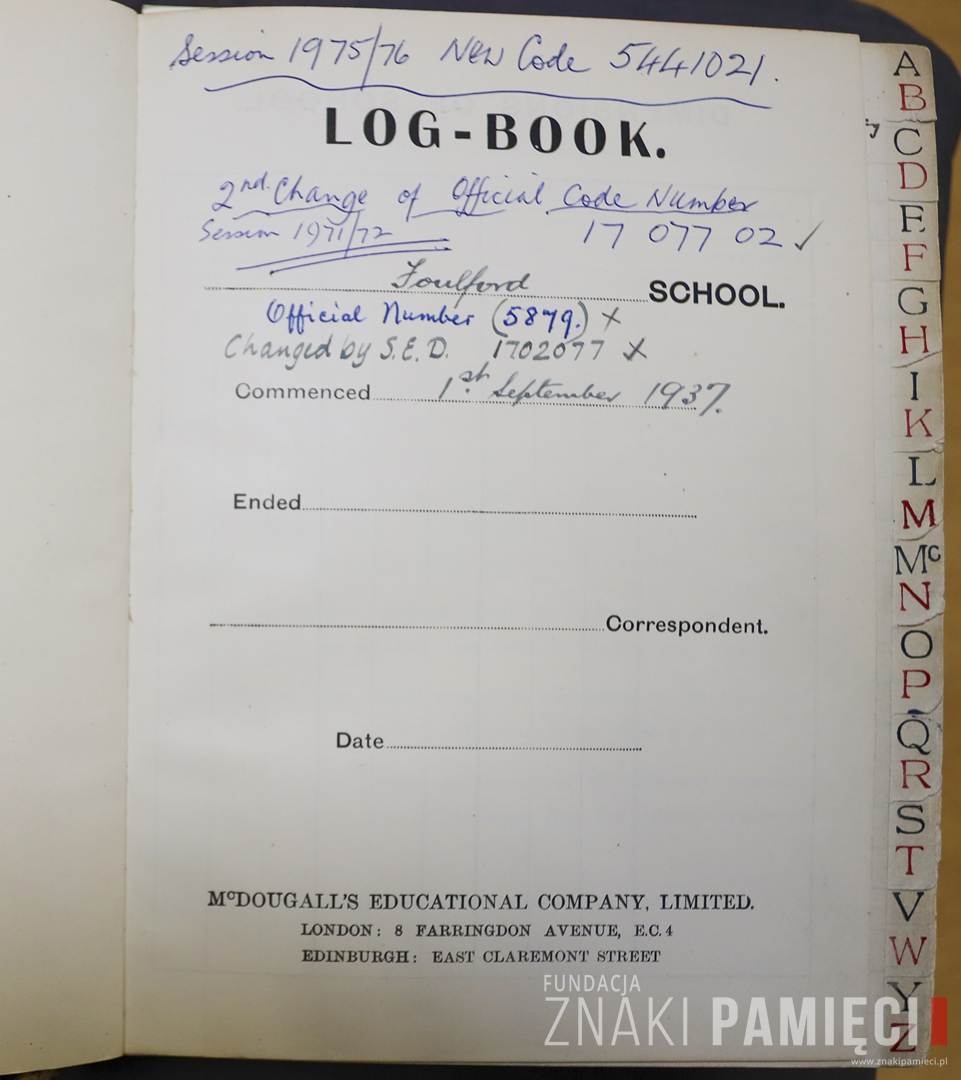 Session 1975/76 New Code 5441021.
LOG-BOOK.
2nd. Change of Official Code Number
Session 1971/72 17 077 02 ✓
Foulford SCHOOL.
Official Number (5879.) x
Changed by S.E.D. 1702077 x
Commenced 1st. September 1937.
Ended
Correspondent.
Date
McDOUGALL'S EDUCATIONAL COMPANY, LIMITED.
LONDON: 8 FARRINGDON AVENUE, E.C. 4
EDINBURGH: EAST CLAREMONT STREET
A
B
C
D
E
F
G
H
I
K
L
M
Mc
N
O
P
Q
R
S
T
V
W
Y
Z
FUNDACJA
ZNAKI PAMIĘCI
www.znakipamieci.pl